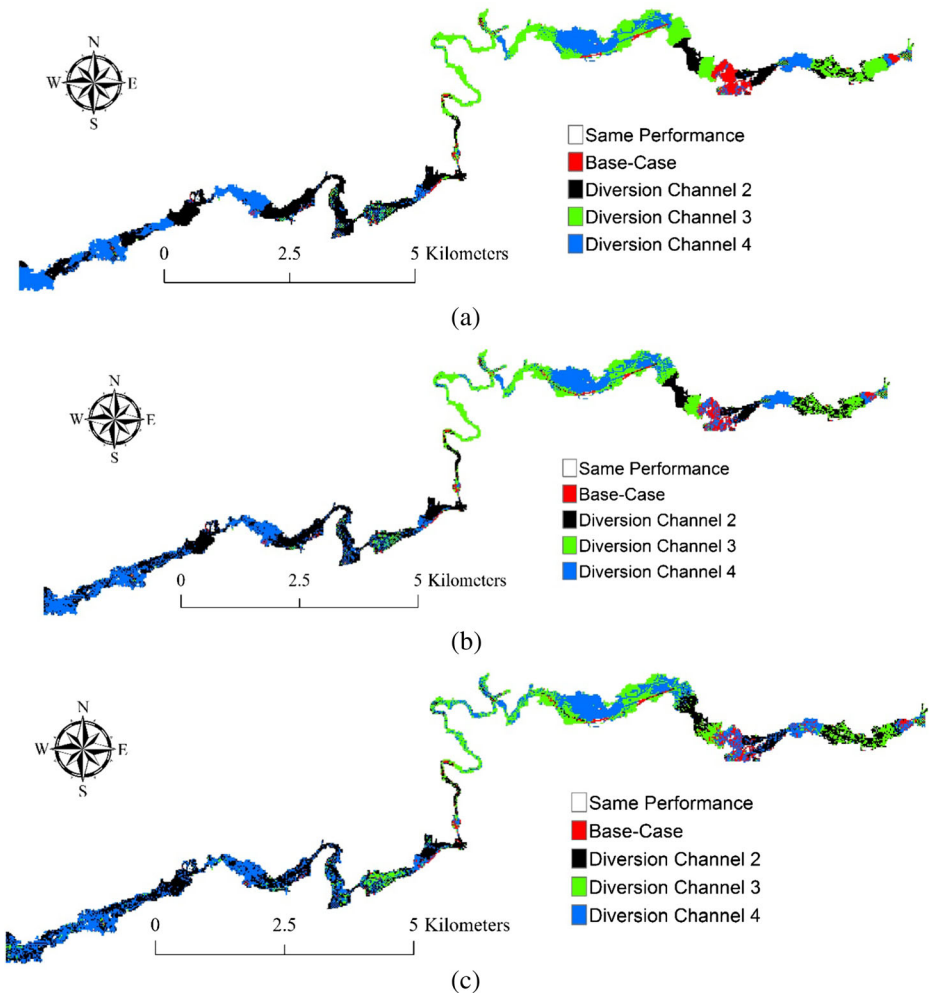 N
W E
S
Same Performance
Base-Case
Diversion Channel 2
Diversion Channel 3
Diversion Channel 4
0 2.5 5 Kilometers
(a)
N
W E
S
Same Performance
Base-Case
Diversion Channel 2
Diversion Channel 3
Diversion Channel 4
0 2.5 5 Kilometers
(b)
N
W E
S
Same Performance
Base-Case
Diversion Channel 2
Diversion Channel 3
Diversion Channel 4
0 2.5 5 Kilometers
(c)